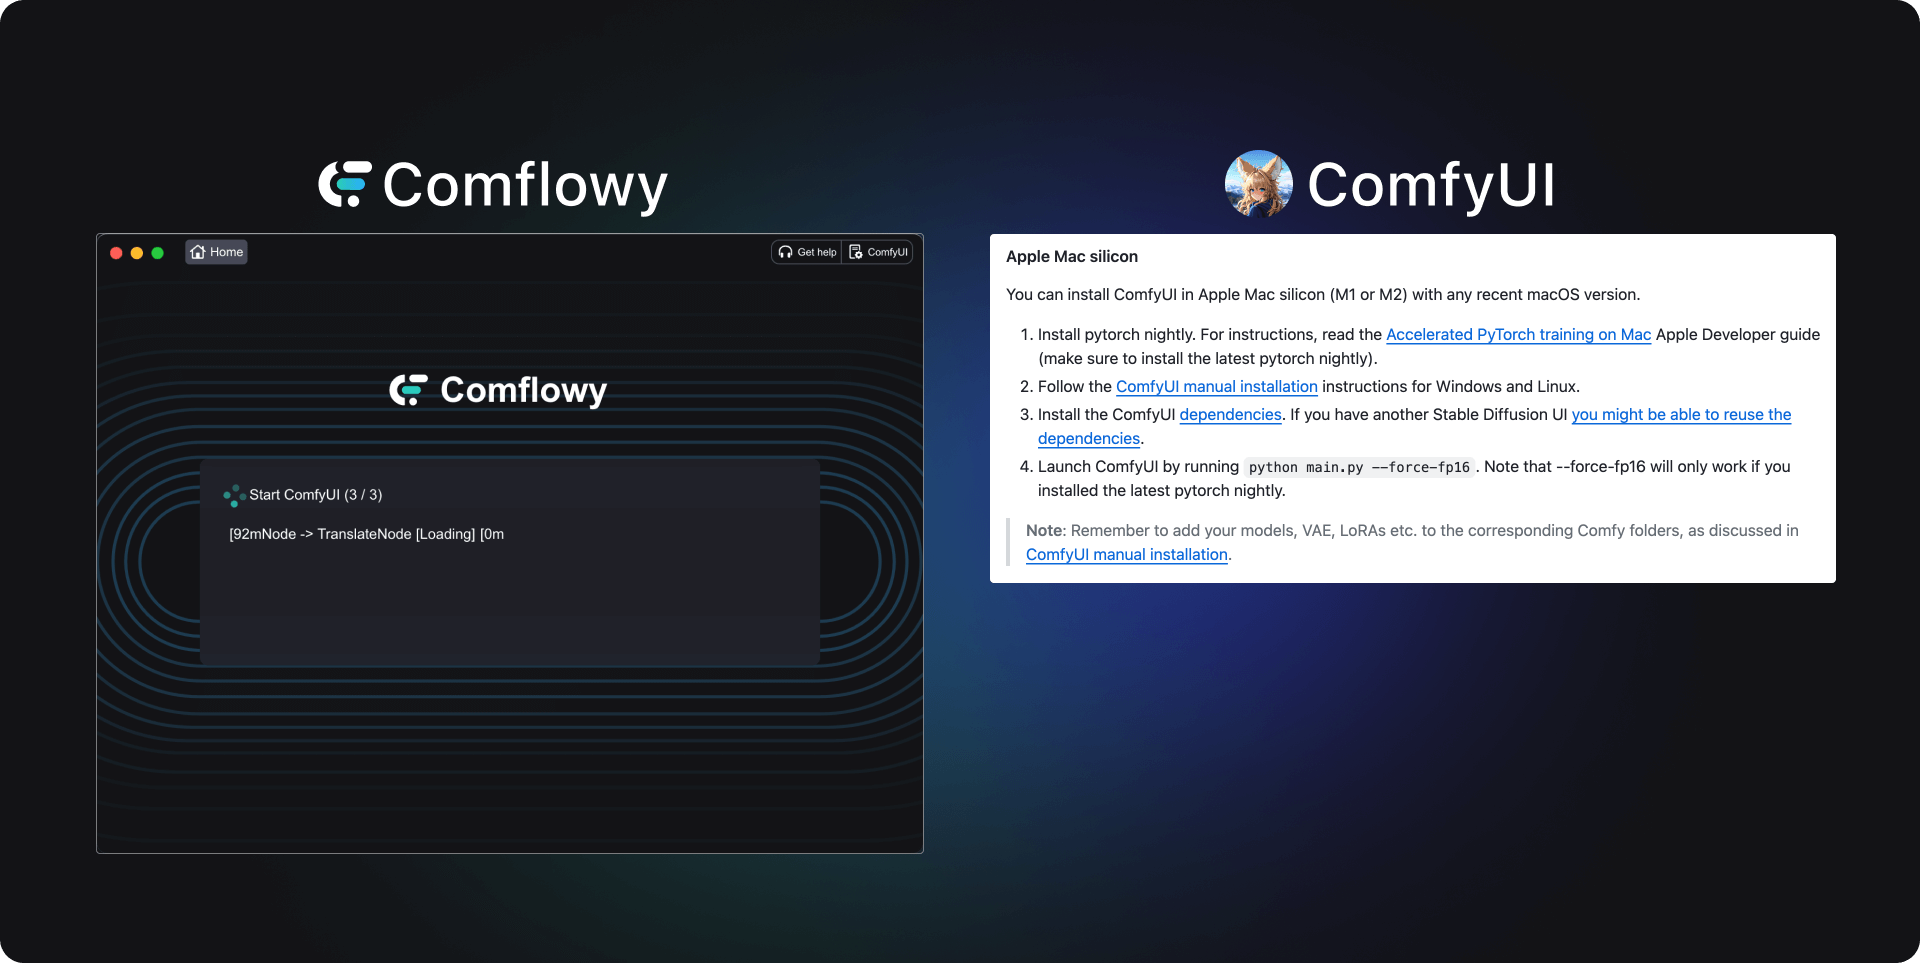 Comflowy
Home
Get help
ComfyUI
Comflowy
Start ComfyUI (3 / 3)
[92mNode -> TranslateNode [Loading] [0m
ComfyUI
Apple Mac silicon
You can install ComfyUI in Apple Mac silicon (M1 or M2) with any recent macOS version.
1. Install pytorch nightly. For instructions, read the Accelerated PyTorch training on Mac Apple Developer guide
(make sure to install the latest pytorch nightly).
2. Follow the ComfyUI manual installation instructions for Windows and Linux.
3. Install the ComfyUI dependencies. If you have another Stable Diffusion UI you might be able to reuse the
dependencies.
4. Launch ComfyUI by running python main.py --force-fp16. Note that --force-fp16 will only work if you
installed the latest pytorch nightly.
Note: Remember to add your models, VAE, LoRAs etc. to the corresponding Comfy folders, as discussed in
ComfyUI manual installation.